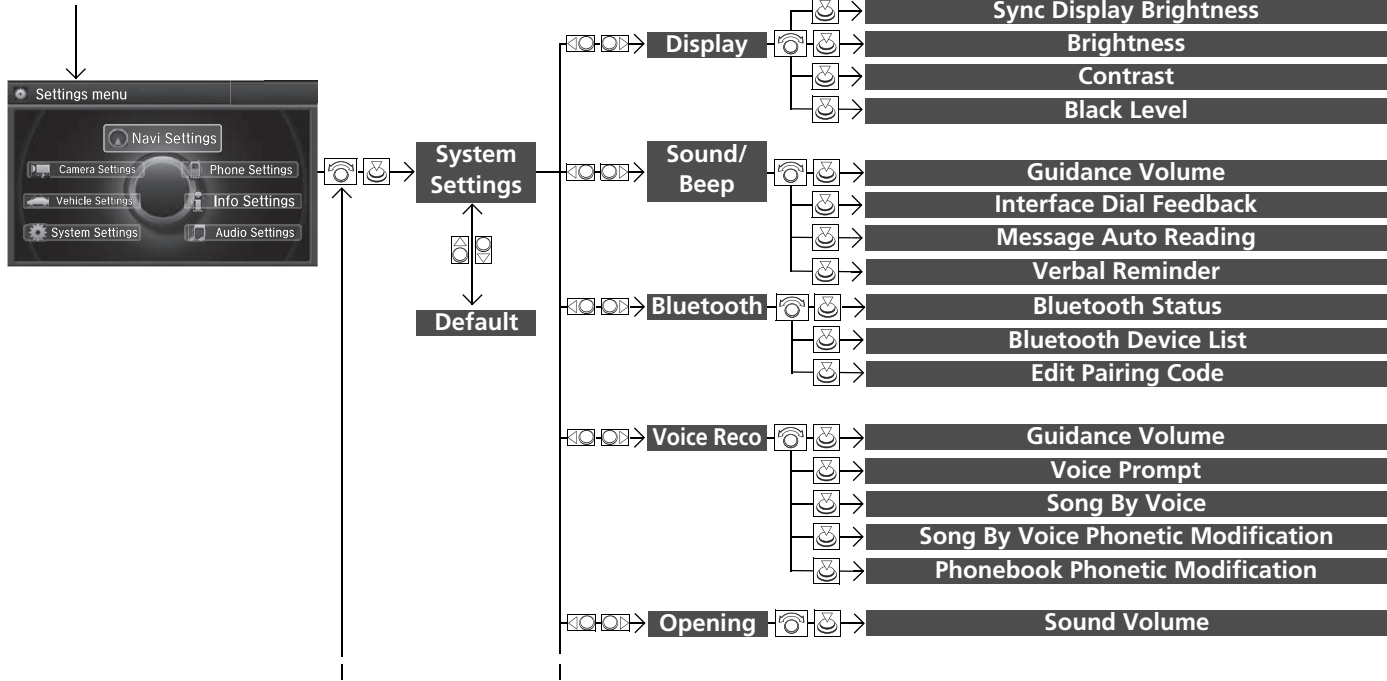 Sync Display Brightness
Display
Brightness
Contrast
Black Level
Settings menu
Navi Settings
Camera Settings
Phone Settings
Vehicle Settings
Info Settings
System Settings
Audio Settings
System
Settings
Default
Sound/
Beep
Guidance Volume
Interface Dial Feedback
Message Auto Reading
Verbal Reminder
Bluetooth
Bluetooth Status
Bluetooth Device List
Edit Pairing Code
Voice Reco
Guidance Volume
Voice Prompt
Song By Voice
Song By Voice Phonetic Modification
Phonebook Phonetic Modification
Opening
Sound Volume